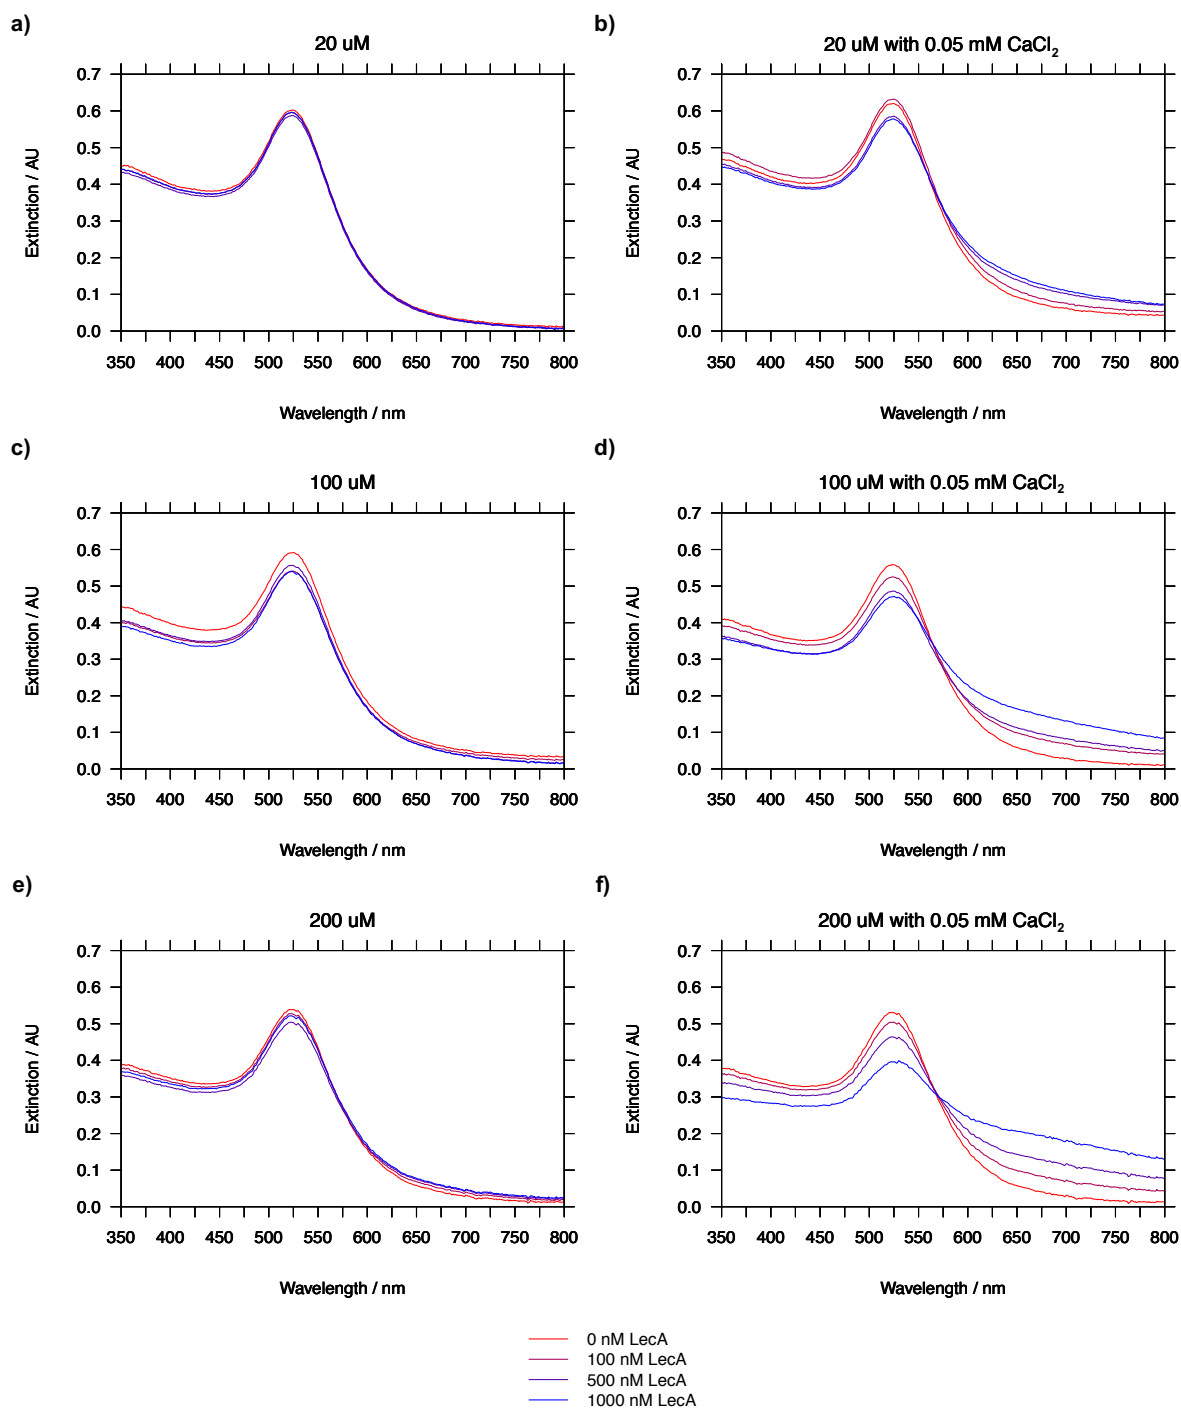 a)
20 uM
0.7
0.6
0.5
0.4
0.3
0.2
0.1
0.0
Extinction / AU
350 400 450 500 550 600 650 700 750 800
Wavelength / nm
b)
20 uM with 0.05 mM CaCl₂
0.7
0.6
0.5
0.4
0.3
0.2
0.1
0.0
Extinction / AU
350 400 450 500 550 600 650 700 750 800
Wavelength / nm
c)
100 uM
0.7
0.6
0.5
0.4
0.3
0.2
0.1
0.0
Extinction / AU
350 400 450 500 550 600 650 700 750 800
Wavelength / nm
d)
100 uM with 0.05 mM CaCl₂
0.7
0.6
0.5
0.4
0.3
0.2
0.1
0.0
Extinction / AU
350 400 450 500 550 600 650 700 750 800
Wavelength / nm
e)
200 uM
0.7
0.6
0.5
0.4
0.3
0.2
0.1
0.0
Extinction / AU
350 400 450 500 550 600 650 700 750 800
Wavelength / nm
f)
200 uM with 0.05 mM CaCl₂
0.7
0.6
0.5
0.4
0.3
0.2
0.1
0.0
Extinction / AU
350 400 450 500 550 600 650 700 750 800
Wavelength / nm
0 nM LecA
100 nM LecA
500 nM LecA
1000 nM LecA